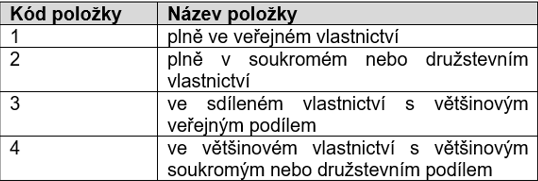 Kód položky Název položky
1 plně ve veřejném vlastnictví
2 plně v soukromém nebo družstevním
vlastnictví
3 ve sdíleném vlastnictví s většinovým
veřejným podílem
4 ve většinovém vlastnictví s většinovým
soukromým nebo družstevním podílem